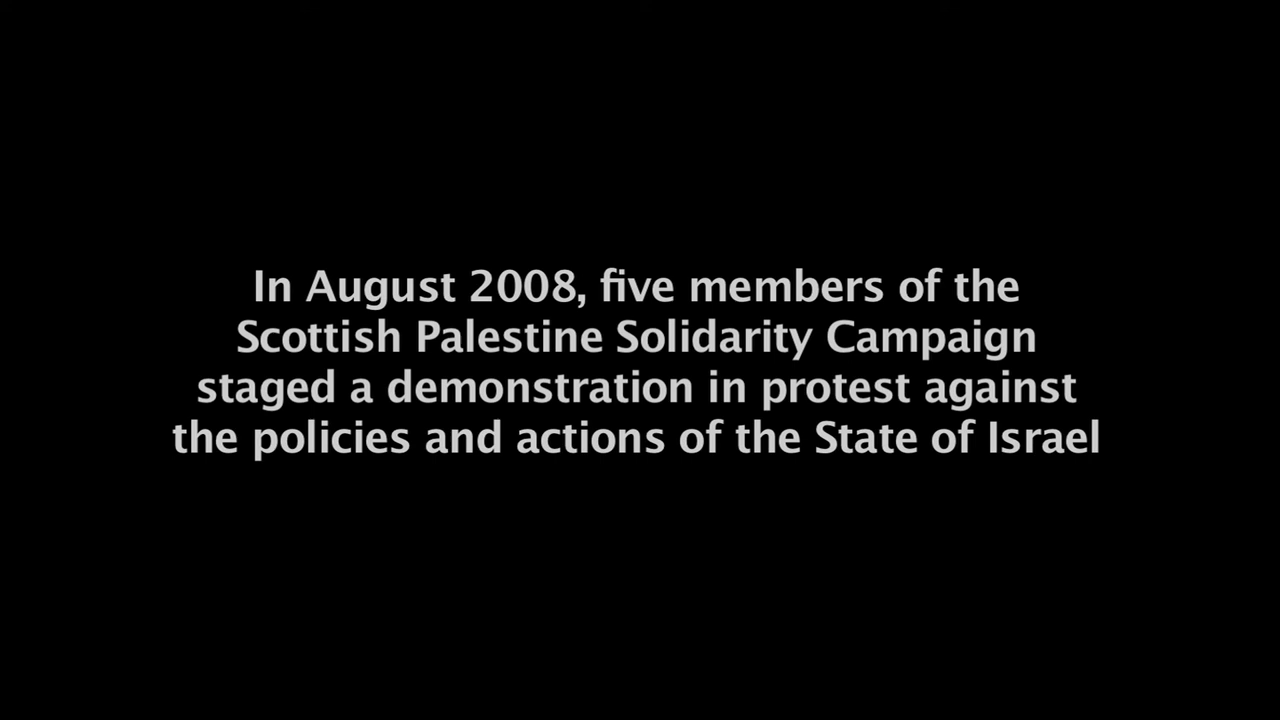 In August 2008, five members of the
Scottish Palestine Solidarity Campaign
staged a demonstration in protest against
the policies and actions of the State of Israel